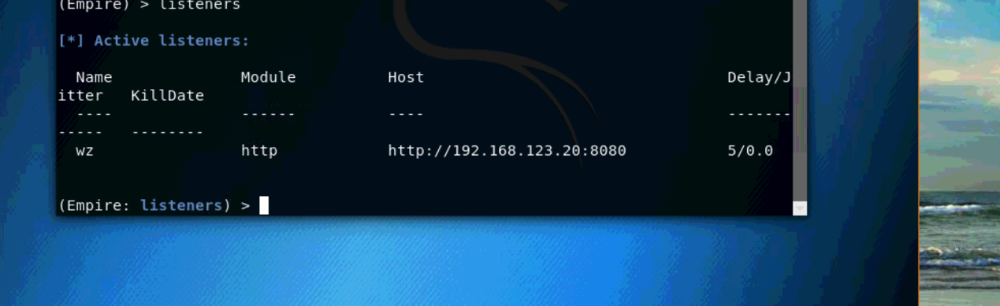 (Empire) > listeners
[*] Active listeners:
Name Module Host Delay/J
itter KillDate
---- ------ ---- -------
----- --------
wz http http://192.168.123.20:8080 5/0.0
(Empire: listeners) >